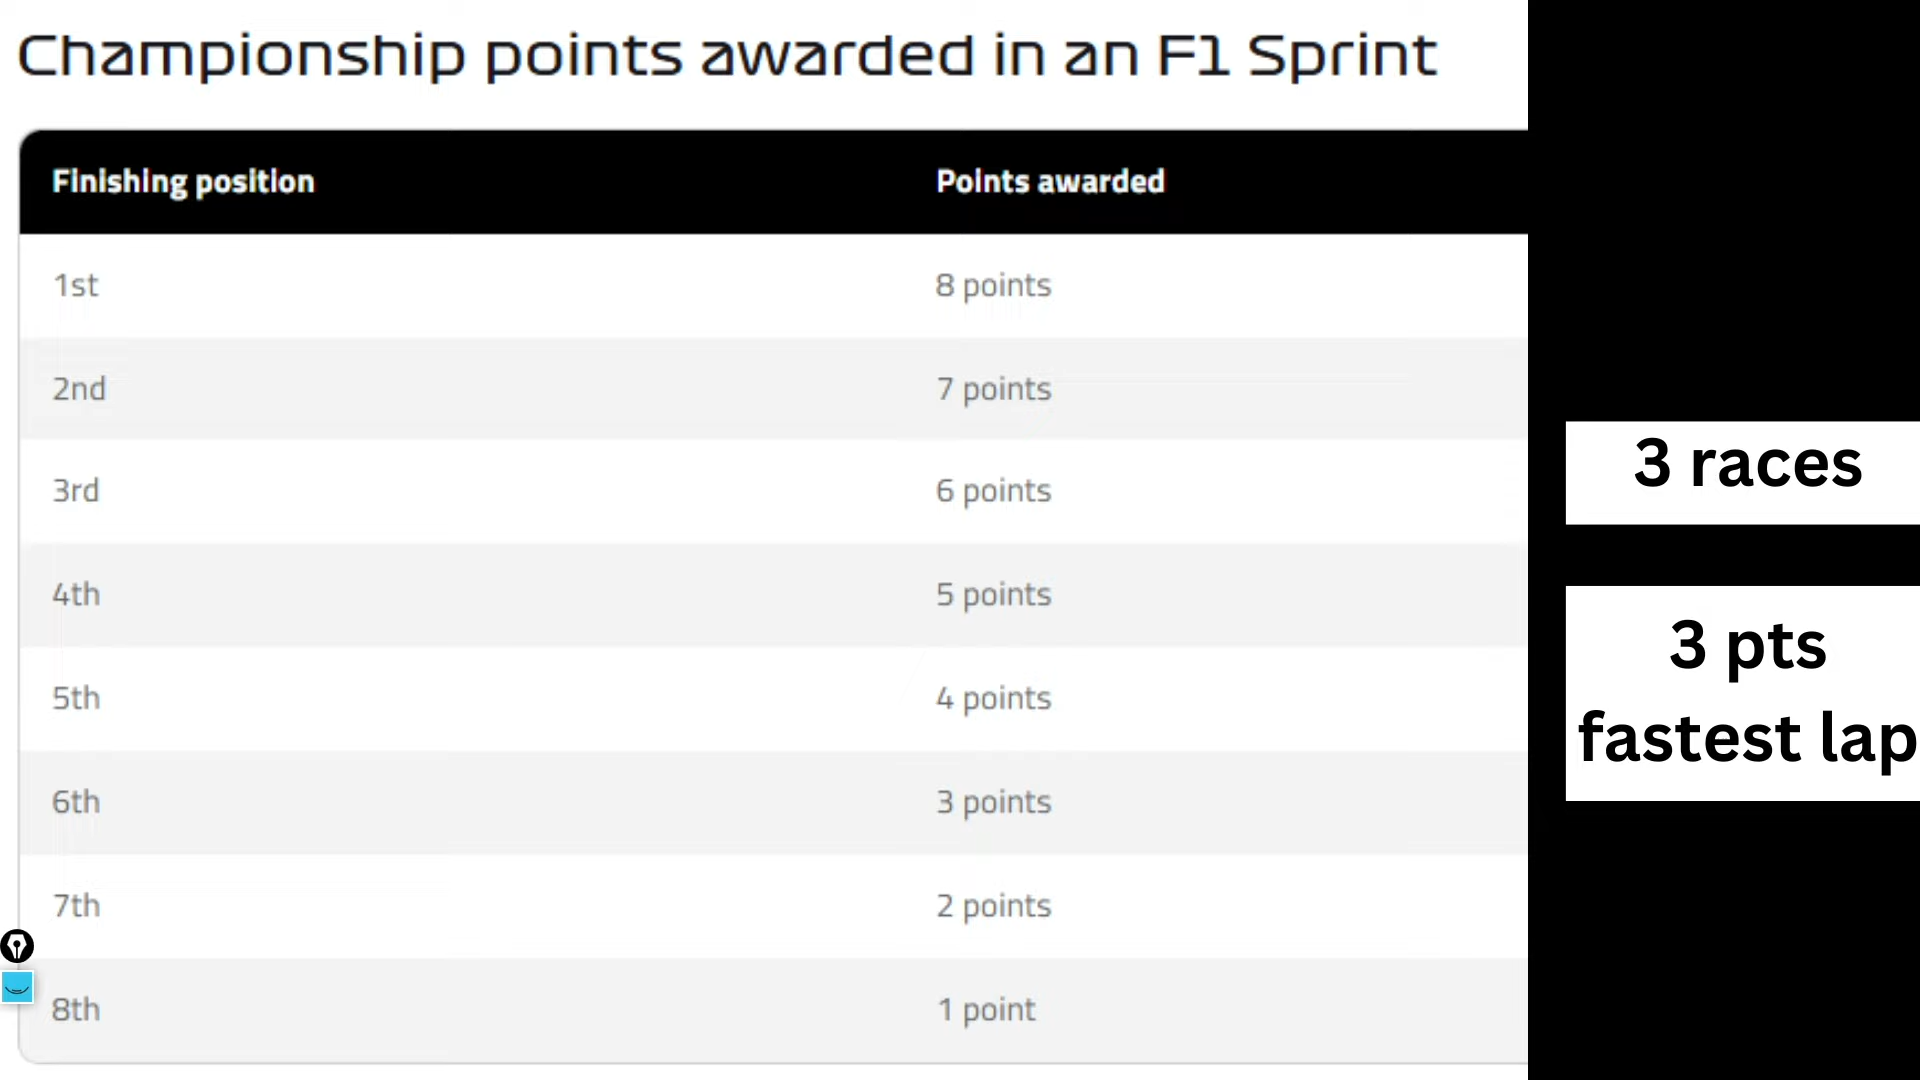 Championship points awarded in an F1 Sprint
Finishing position Points awarded
1st 8 points
2nd 7 points
3rd 6 points
4th 5 points
5th 4 points
6th 3 points
7th 2 points
8th 1 point
3 races
3 pts
fastest lap